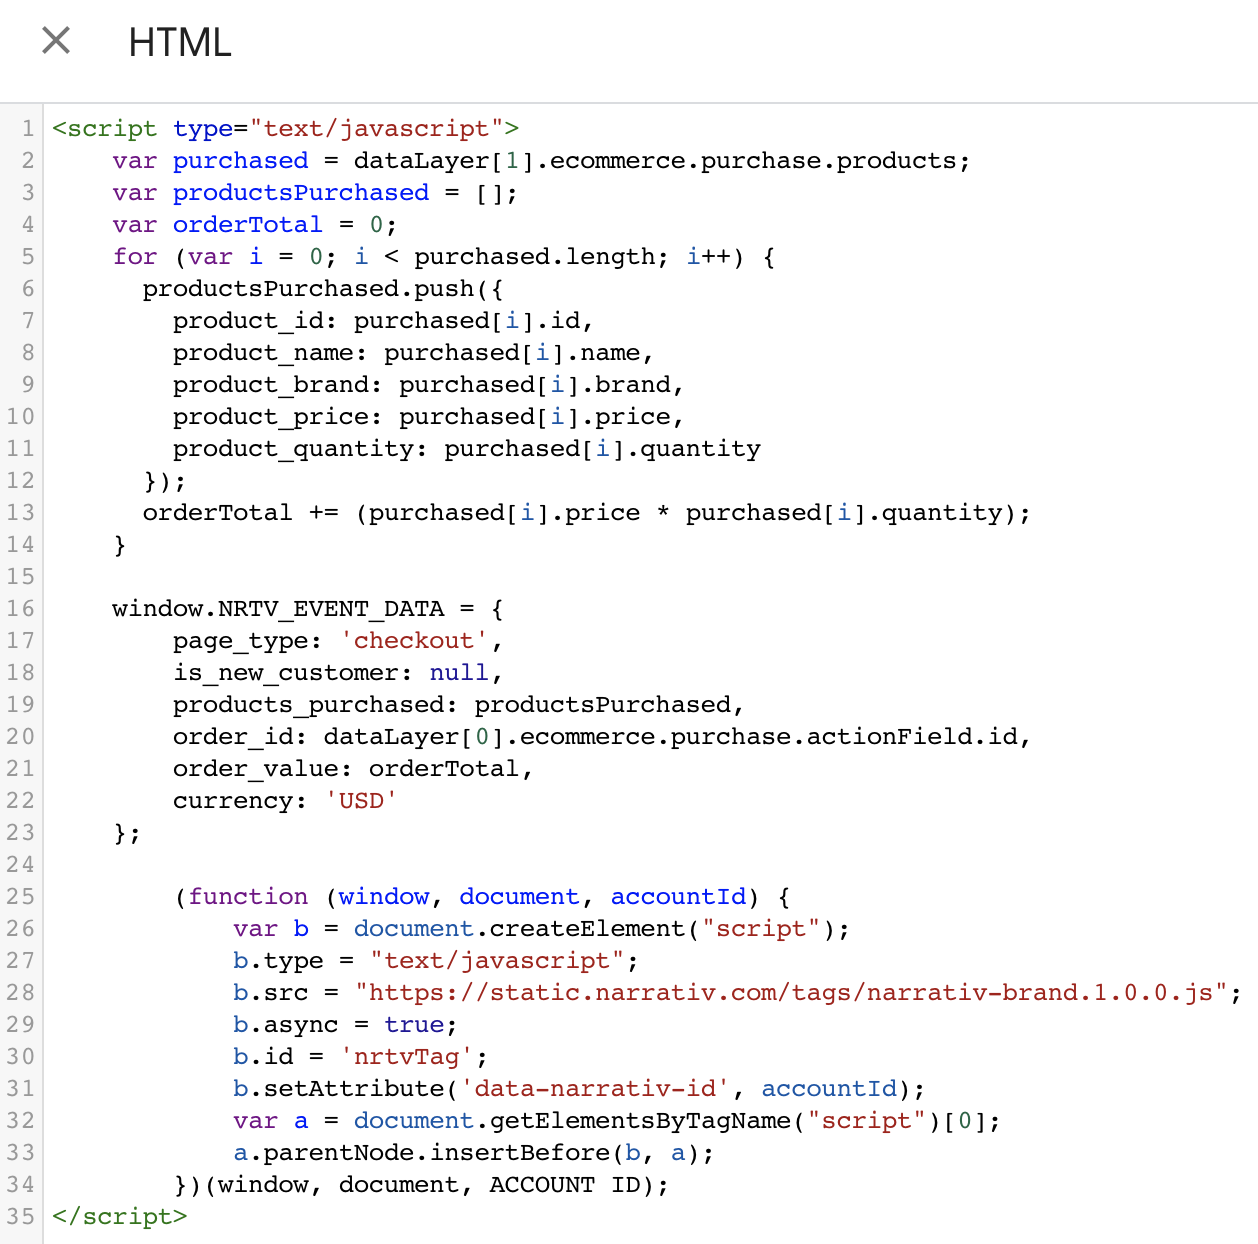 HTML
1 <script type="text/javascript">
2     var purchased = dataLayer[1].ecommerce.purchase.products;
3     var productsPurchased = [];
4     var orderTotal = 0;
5     for (var i = 0; i < purchased.length; i++) {
6       productsPurchased.push({
7         product_id: purchased[i].id,
8         product_name: purchased[i].name,
9         product_brand: purchased[i].brand,
10         product_price: purchased[i].price,
11         product_quantity: purchased[i].quantity
12       });
13       orderTotal += (purchased[i].price * purchased[i].quantity);
14     }
15
16     window.NRTV_EVENT_DATA = {
17         page_type: 'checkout',
18         is_new_customer: null,
19         products_purchased: productsPurchased,
20         order_id: dataLayer[0].ecommerce.purchase.actionField.id,
21         order_value: orderTotal,
22         currency: 'USD'
23     };
24
25         (function (window, document, accountId) {
26             var b = document.createElement("script");
27             b.type = "text/javascript";
28             b.src = "https://static.narrativ.com/tags/narrativ-brand.1.0.0.js";
29             b.async = true;
30             b.id = 'nrtvTag';
31             b.setAttribute('data-narrativ-id', accountId);
32             var a = document.getElementsByTagName("script")[0];
33             a.parentNode.insertBefore(b, a);
34         })(window, document, ACCOUNT ID);
35 </script>